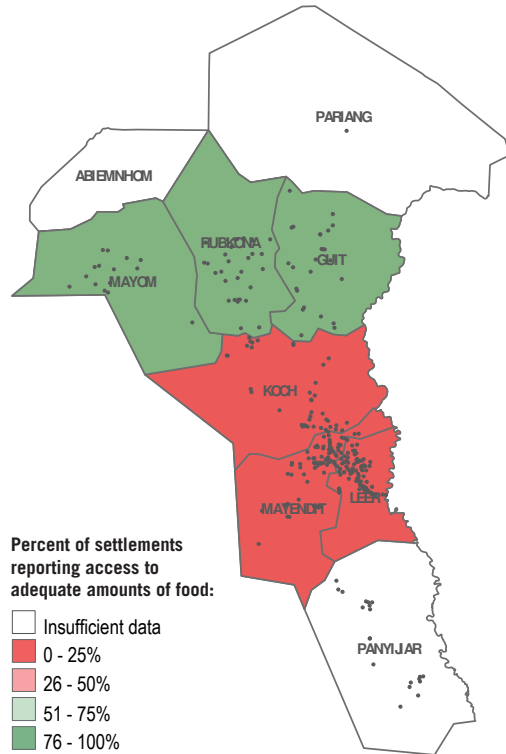 PARIANG
ABIEMNHOM
RUBKONA
GUIT
MAYOM
KOCH
LEER
MAYENDIT
Percent of settlements
reporting access to
adequate amounts of food:
Insufficient data
0 - 25%
26 - 50%
51 - 75%
76 - 100%
PANYIJIAR